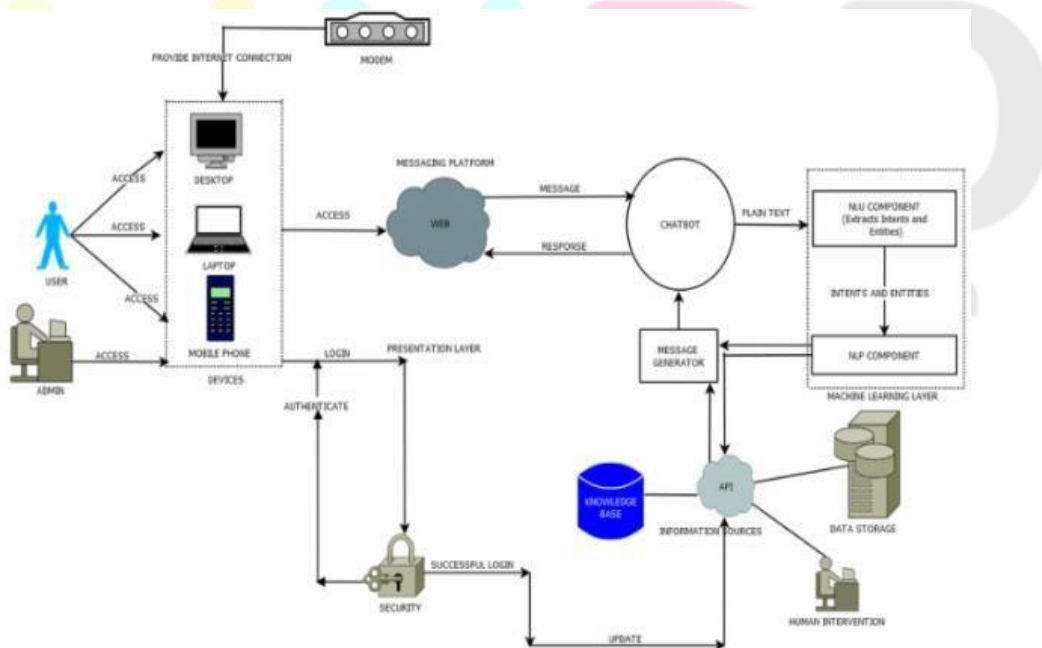 MODEM
PROVIDE INTERNET CONNECTION
DESKTOP
LAPTOP
MOBILE PHONE
DEVICES
ACCESS
ACCESS
ACCESS
USER
ACCESS
ADMIN
ACCESS
MESSAGING PLATFORM
WEB
MESSAGE
RESPONSE
CHATBOT
PLAIN TEXT
NLU COMPONENT
(Extracts Intents and
Entities)
INTENTS AND ENTITIES
NLP COMPONENT
MACHINE LEARNING LAYER
MESSAGE
GENERATOR
LOGIN
PRESENTATION LAYER
AUTHENTICATE
SECURITY
SUCCESSFUL LOGIN
UPDATE
KNOWLEDGE
BASE
API
INFORMATION SOURCES
DATA STORAGE
HUMAN INTERVENTION